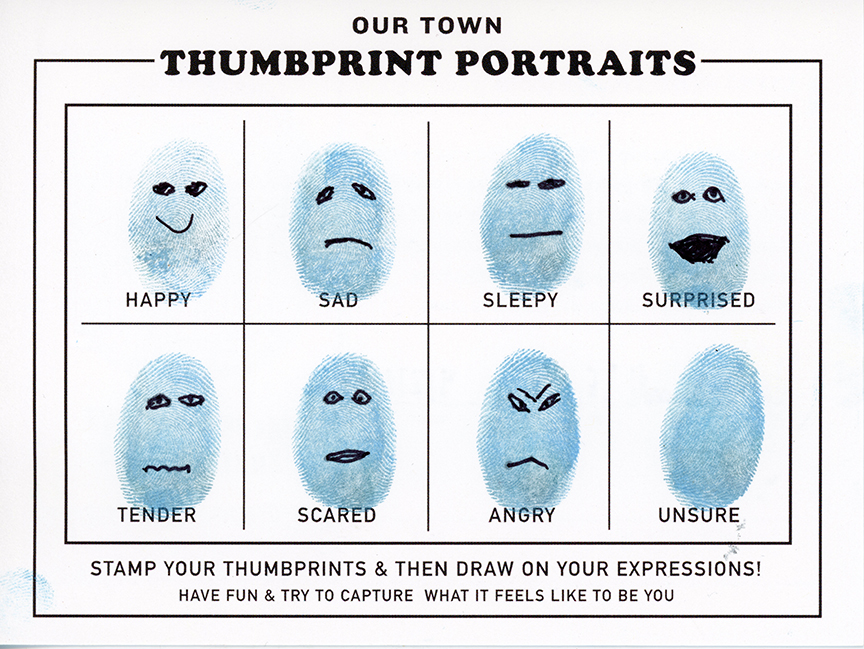 OUR TOWN
THUMBPRINT PORTRAITS
HAPPY
SAD
SLEEPY
SURPRISED
TENDER
SCARED
ANGRY
UNSURE
STAMP YOUR THUMBPRINTS & THEN DRAW ON YOUR EXPRESSIONS!
HAVE FUN & TRY TO CAPTURE WHAT IT FEELS LIKE TO BE YOU